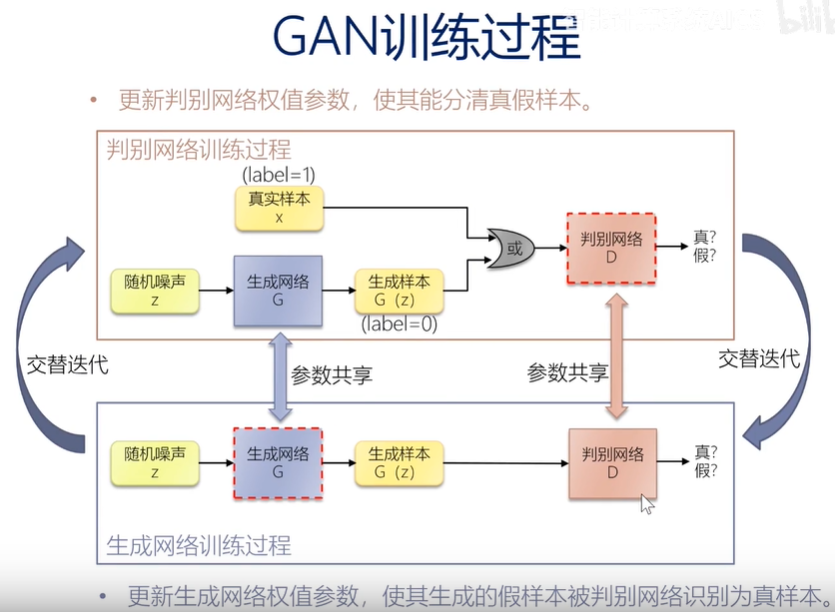 GAN训练过程
• 更新判别网络权值参数，使其能分清真假样本。
判别网络训练过程
(label=1)
真实样本
x
或
判别网络
D
真?
假?
随机噪声
z
生成网络
G
生成样本
G（z）
(label=0)
交替迭代
参数共享
参数共享
交替迭代
随机噪声
z
生成网络
G
生成样本
G（z）
判别网络
D
真?
假?
生成网络训练过程
• 更新生成网络权值参数，使其生成的假样本被判别网络识别为真样本。